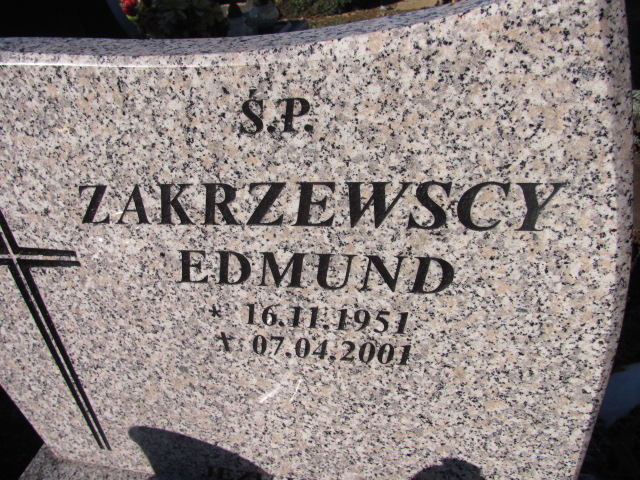 Ś.P.
ZAKRZEWSCY
EDMUND
* 16.11.1951
† 07.04.2001